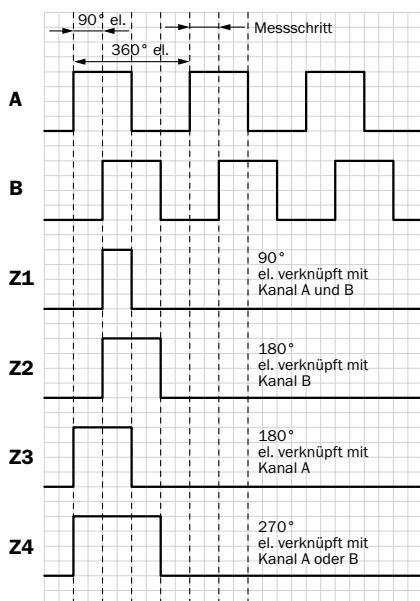 90° el.
Messschritt
360° el.
A
B
Z1
90°
el. verknüpft mit
Kanal A und B
Z2
180°
el. verknüpft mit
Kanal B
Z3
180°
el. verknüpft mit
Kanal A
Z4
270°
el. verknüpft mit
Kanal A oder B